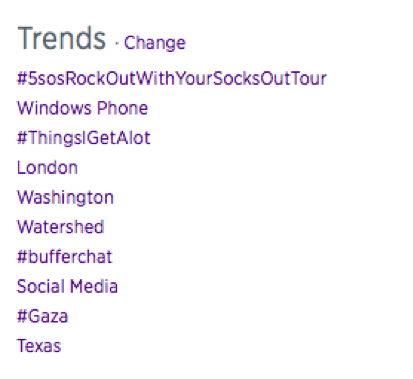 Trends · Change
#5sosRockOutWithYourSocksOutTour
Windows Phone
#ThingsIGetAlot
London
Washington
Watershed
#bufferchat
Social Media
#Gaza
Texas